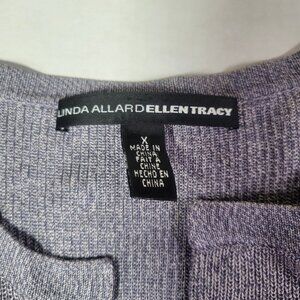 LINDA ALLARD ELLEN TRACY
X
MADE IN
CHINA
FAIT A
CHINE
HECHO EN
CHINA